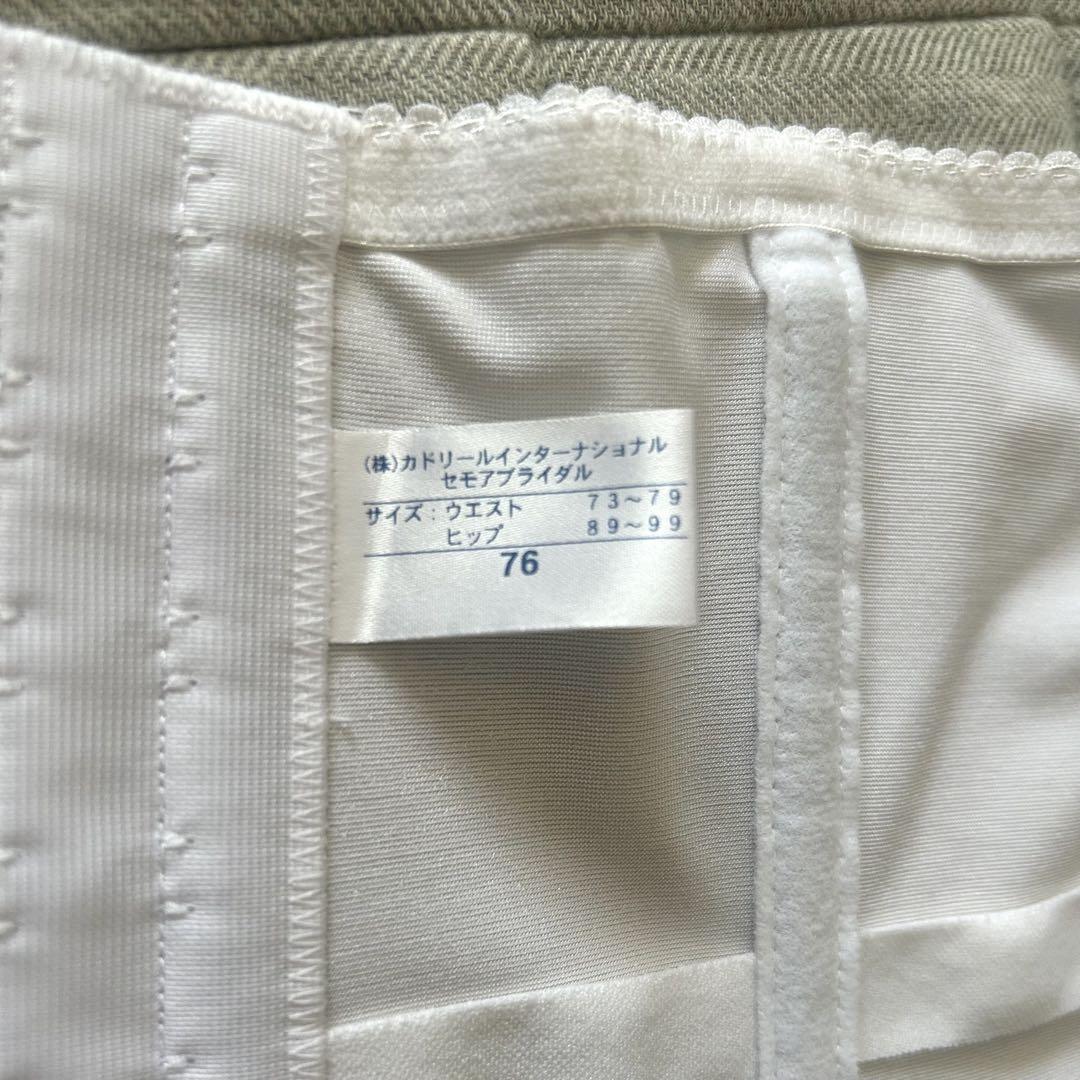 (株)カドリールインターナショナル
セモアブライダル
サイズ:ウエスト 73~79
ヒップ 89~99
76